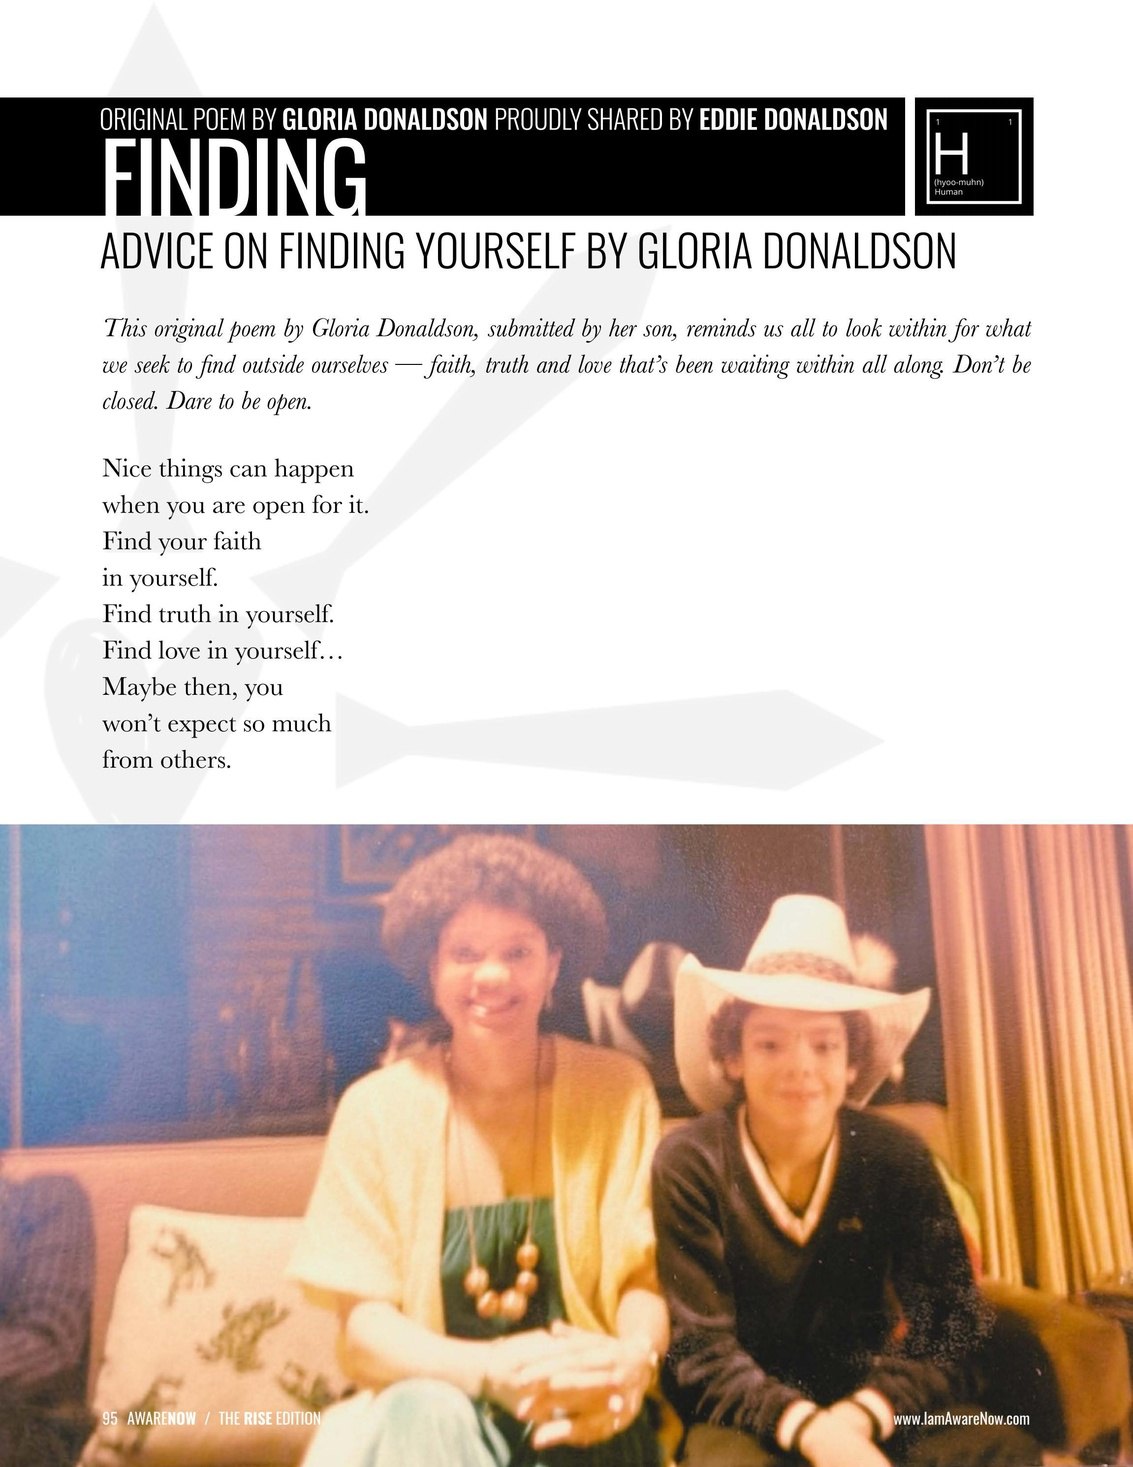 ORIGINAL POEM BY GLORIA DONALDSON PROUDLY SHARED BY EDDIE DONALDSON
FINDING
1 1
H
(hyoo-muhn)
Human
ADVICE ON FINDING YOURSELF BY GLORIA DONALDSON
This original poem by Gloria Donaldson, submitted by her son, reminds us all to look within for what
we seek to find outside ourselves — faith, truth and love that’s been waiting within all along. Don’t be
closed. Dare to be open.
Nice things can happen
when you are open for it.
Find your faith
in yourself.
Find truth in yourself.
Find love in yourself…
Maybe then, you
won’t expect so much
from others.
95 AWARENOW / THE RISE EDITION
www.IamAwareNow.com